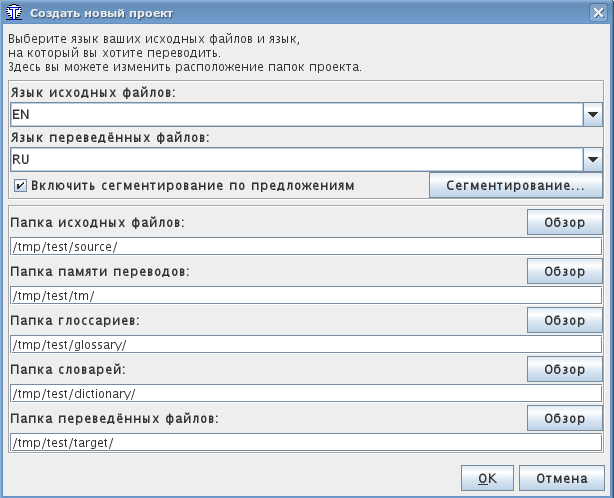 Создать новый проект
Выберите язык ваших исходных файлов и язык,
на который вы хотите переводить.
Здесь вы можете изменить расположение папок проекта.
Язык исходных файлов:
EN
Язык переведённых файлов:
RU
Включить сегментирование по предложениям
Сегментирование...
Папка исходных файлов:
Обзор
/tmp/test/source/
Папка памяти переводов:
Обзор
/tmp/test/tm/
Папка глоссариев:
Обзор
/tmp/test/glossary/
Папка словарей:
Обзор
/tmp/test/dictionary/
Папка переведённых файлов:
Обзор
/tmp/test/target/
OK
Отмена